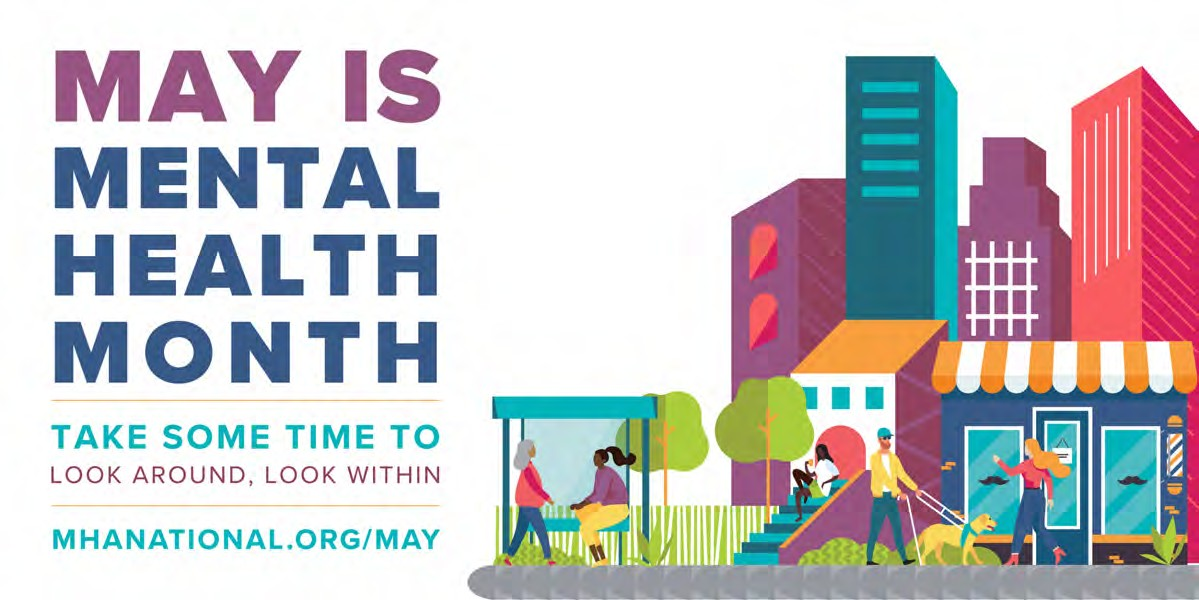 MAY IS
MENTAL
HEALTH
MONTH
TAKE SOME TIME TO
LOOK AROUND, LOOK WITHIN
MHANATIONAL.ORG/MAY